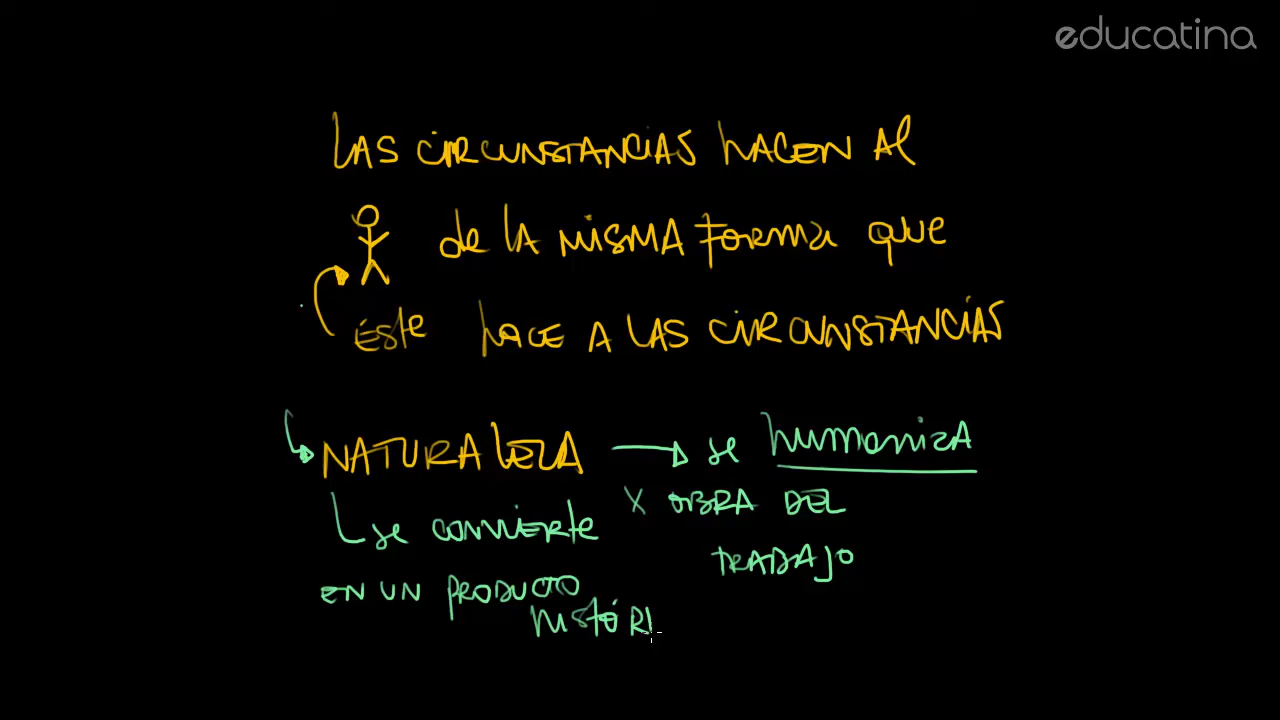 educatina
LAS CIRCUNSTANCIAS HACEN Al
de lA MISMA forma que
éste hACE A LAS CIRCUNSTANCIAS
NATURALEZA → se humaniza
se convierte x OBRA DEL
TRABAJO
EN UN PRODUCTO
histÓRI